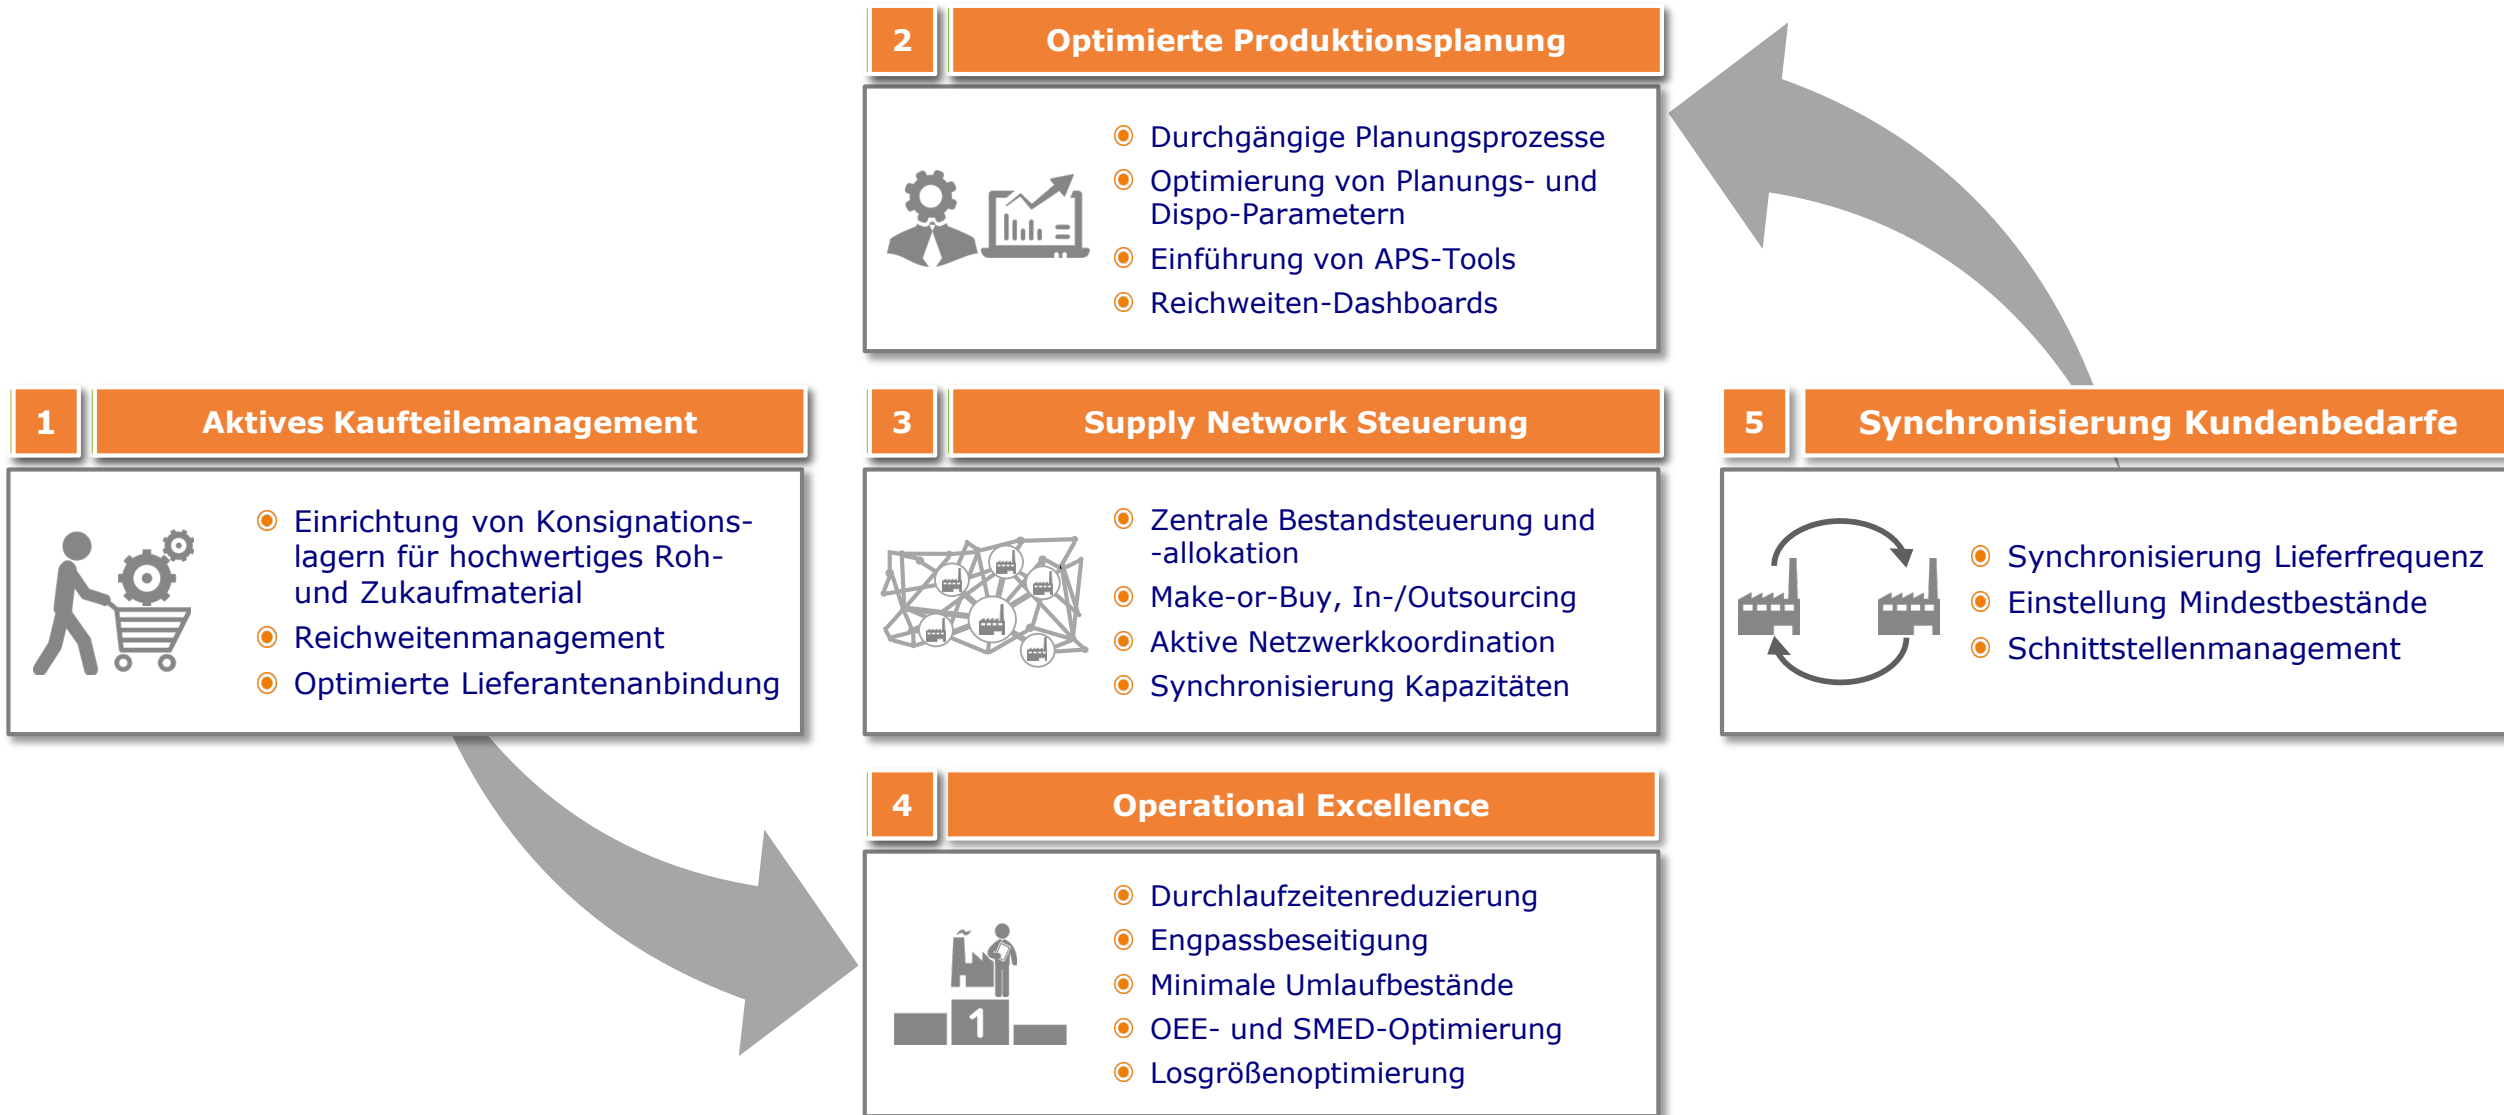 2
Optimierte Produktionsplanung
Durchgängige Planungsprozesse
Optimierung von Planungs- und
Dispo-Parametern
Einführung von APS-Tools
Reichweiten-Dashboards
1
Aktives Kaufteilemanagement
Einrichtung von Konsignations-
lagern für hochwertiges Roh-
und Zukaufmaterial
Reichweitenmanagement
Optimierte Lieferantenanbindung
3
Supply Network Steuerung
Zentrale Bestandsteuerung und
-allokation
Make-or-Buy, In-/Outsourcing
Aktive Netzwerkkoordination
Synchronisierung Kapazitäten
5
Synchronisierung Kundenbedarfe
Synchronisierung Lieferfrequenz
Einstellung Mindestbestände
Schnittstellenmanagement
4
Operational Excellence
1
Durchlaufzeitenreduzierung
Engpassbeseitigung
Minimale Umlaufbestände
OEE- und SMED-Optimierung
Losgrößenoptimierung